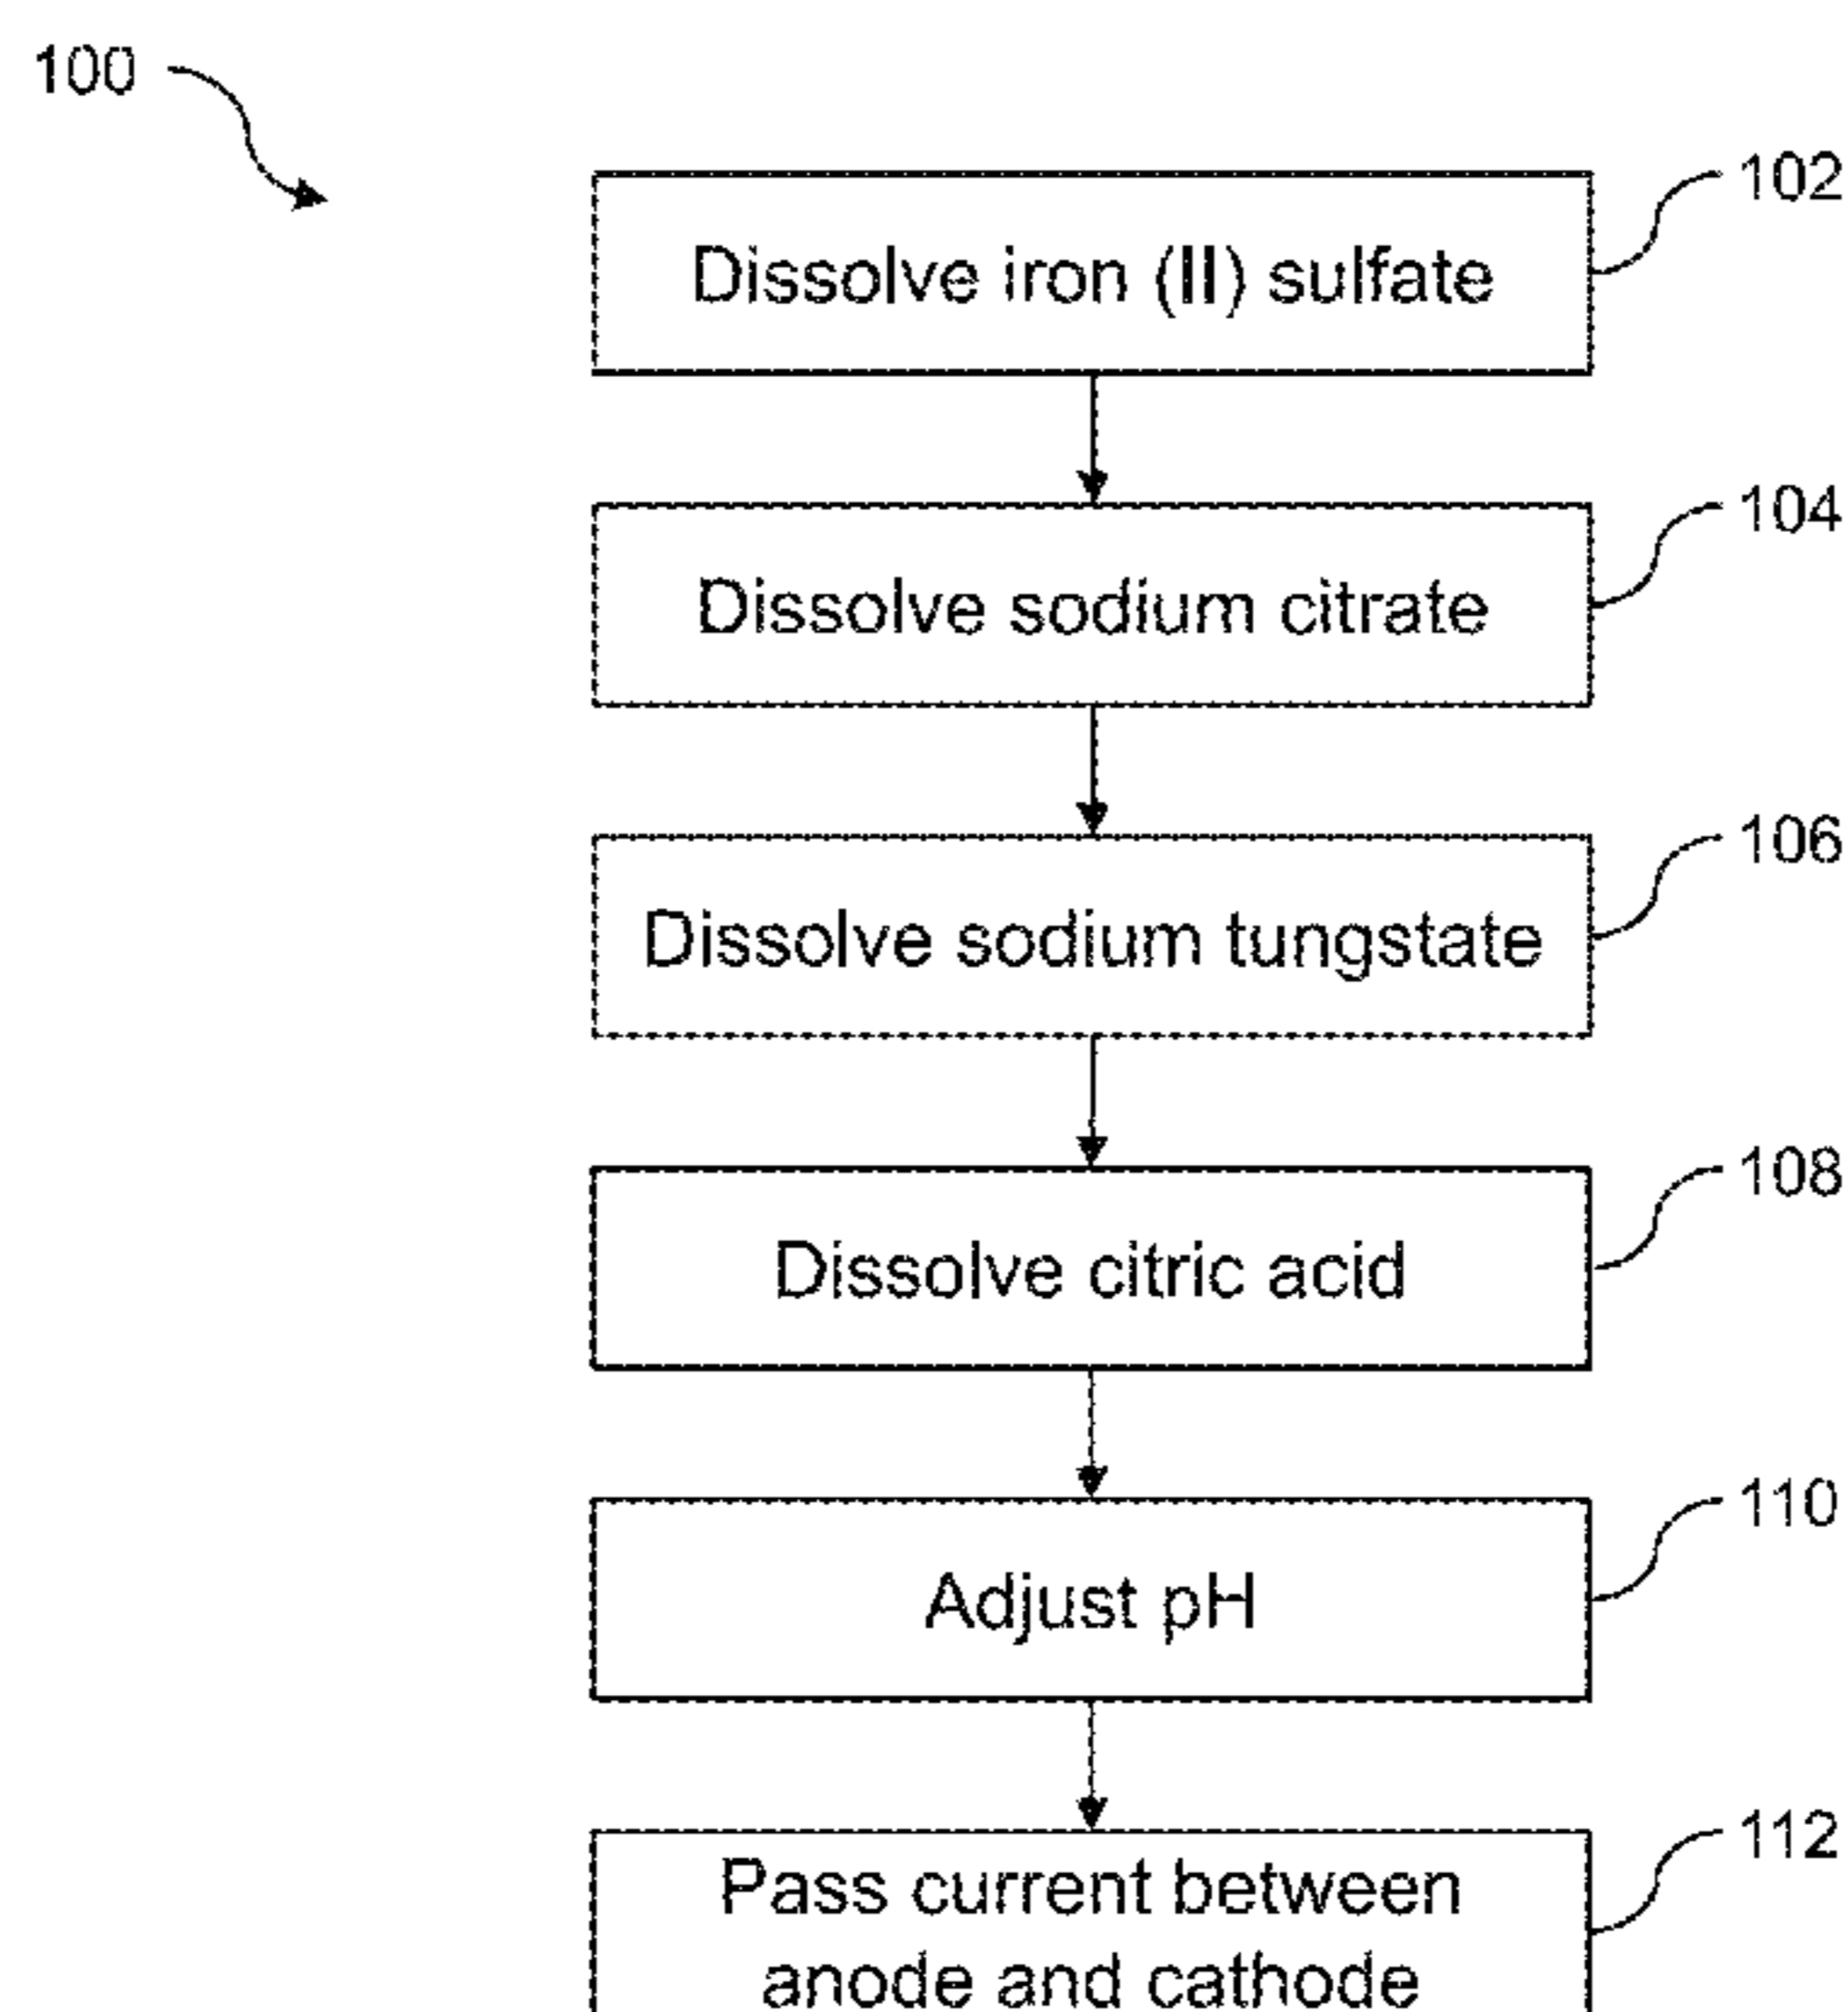 100
102
Dissolve iron (II) sulfate
104
Dissolve sodium citrate
106
Dissolve sodium tungstate
108
Dissolve citric acid
110
Adjust pH
112
Pass current between
anode and cathode